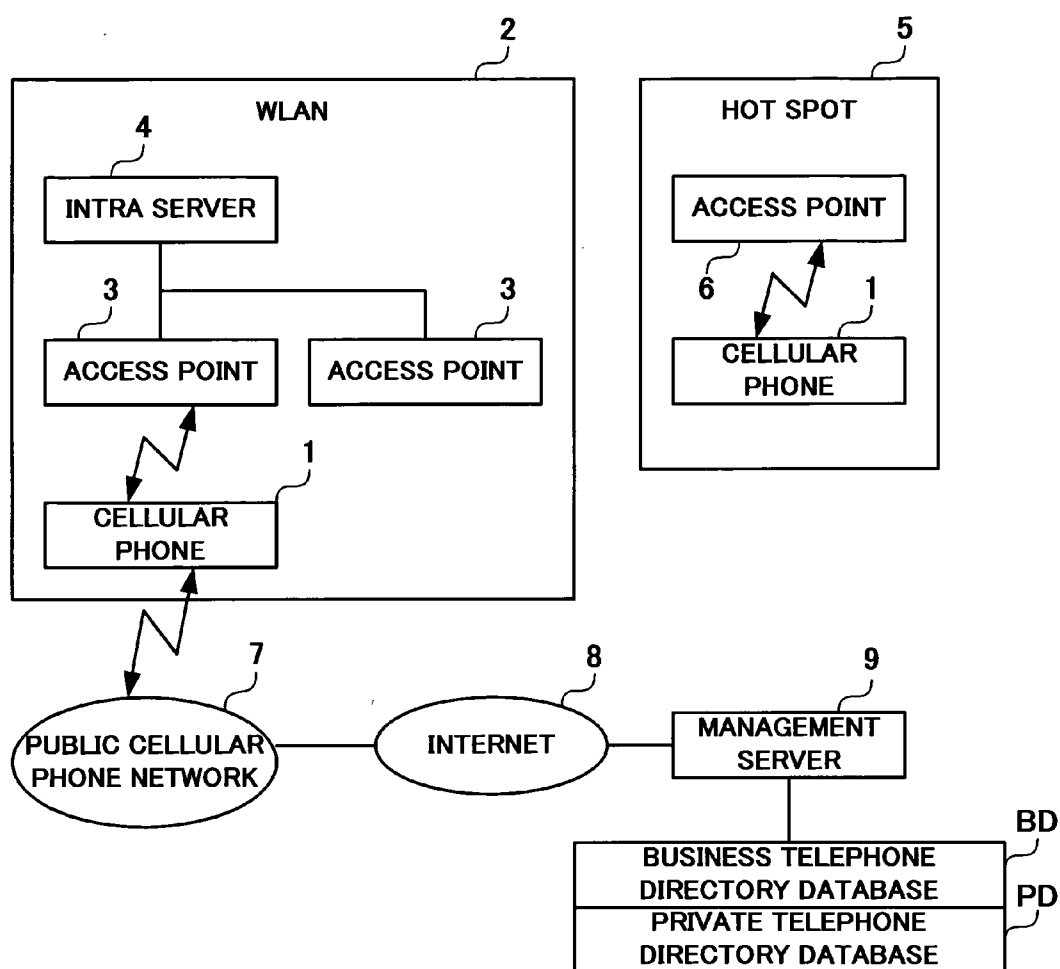 2
5
WLAN
HOT SPOT
4
INTRA SERVER
ACCESS POINT
3
3
6
1
ACCESS POINT
ACCESS POINT
CELLULAR
PHONE
1
CELLULAR
PHONE
7
8
9
PUBLIC CELLULAR
PHONE NETWORK
INTERNET
MANAGEMENT
SERVER
BD
BUSINESS TELEPHONE
DIRECTORY DATABASE
PD
PRIVATE TELEPHONE
DIRECTORY DATABASE